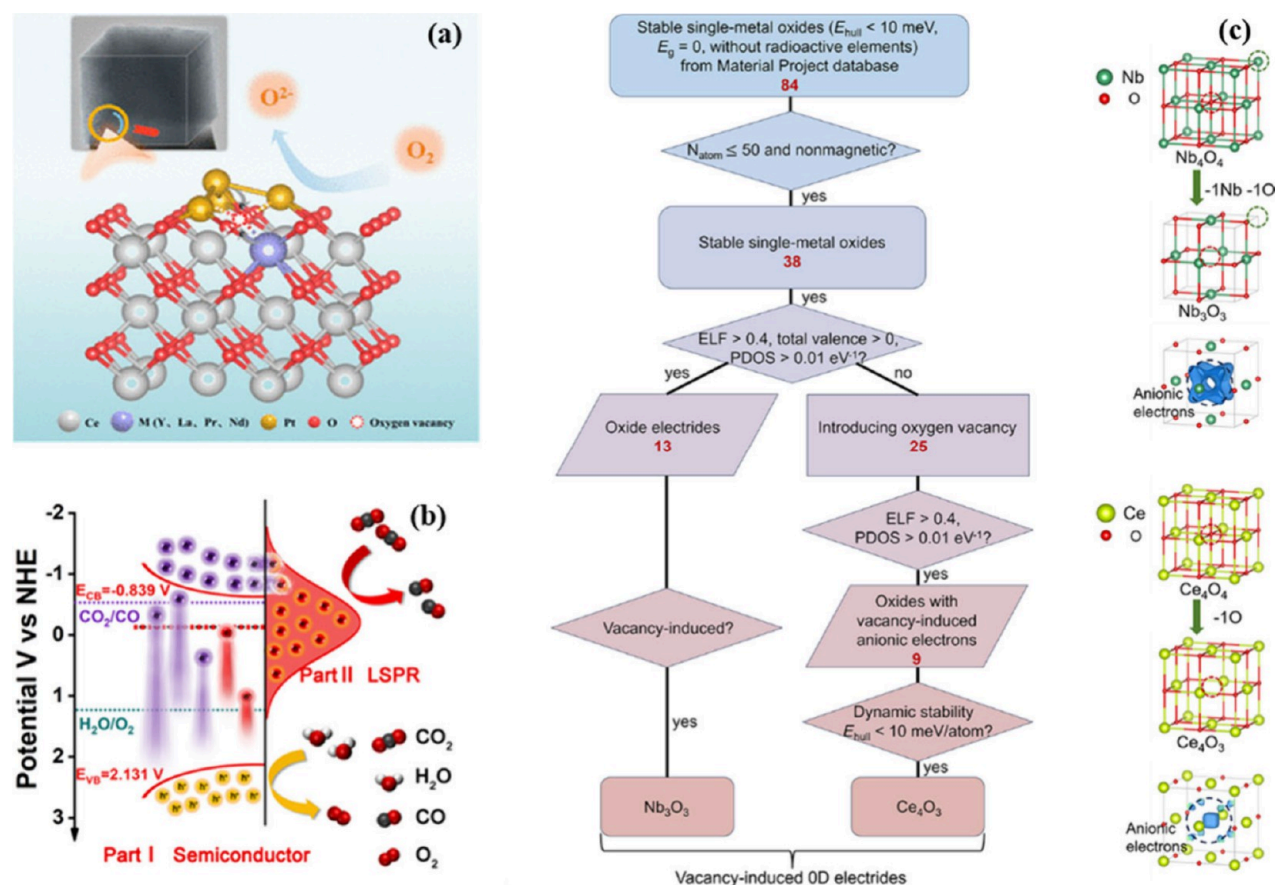 (a)
O²⁻
O₂
Ce
M (Y、La、Pr、Nd)
Pt
O
Oxygen vacancy
(b)
Potential V vs NHE
-2
-1
0
1
2
3
E_CB=-0.839 V
CO₂/CO
H₂O/O₂
E_VB=2.131 V
Part II LSPR
Part I Semiconductor
CO₂
H₂O
CO
O₂
Stable single-metal oxides (E_hull < 10 meV,
E_g = 0, without radioactive elements)
from Material Project database
84
N_atom ≤ 50 and nonmagnetic?
yes
Stable single-metal oxides
38
yes
ELF > 0.4, total valence > 0,
PDOS > 0.01 eV⁻¹?
yes
no
Oxide electrides
13
Introducing oxygen vacancy
25
ELF > 0.4,
PDOS > 0.01 eV⁻¹?
yes
Oxides with
vacancy-induced
anionic electrons
9
Vacancy-induced?
Dynamic stability
E_hull < 10 meV/atom?
yes
yes
Nb₃O₃
Ce₄O₃
Vacancy-induced 0D electrides
(c)
Nb
O
Nb₄O₄
-1Nb -1O
Nb₃O₃
Anionic
electrons
Ce
O
Ce₄O₄
-1O
Ce₄O₃
Anionic
electrons